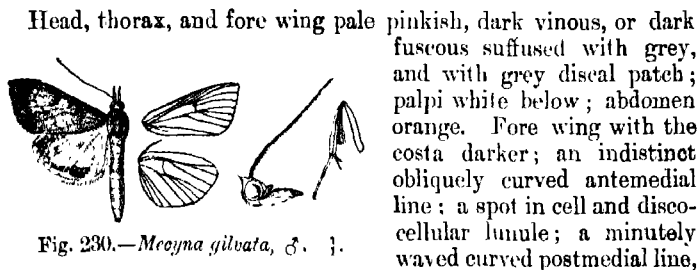 Head, thorax, and fore wing pale pinkish, dark vinous, or dark
fuscous suffused with grey,
and with grey discal patch;
palpi white below; abdomen
orange. Fore wing with the
costa darker; an indistinct
obliquely curved antemedial
line; a spot in cell and disco-
cellular lunule; a minutely
waved curved postmedial line,
Fig. 230.—Mecyna gilvata, ♂.